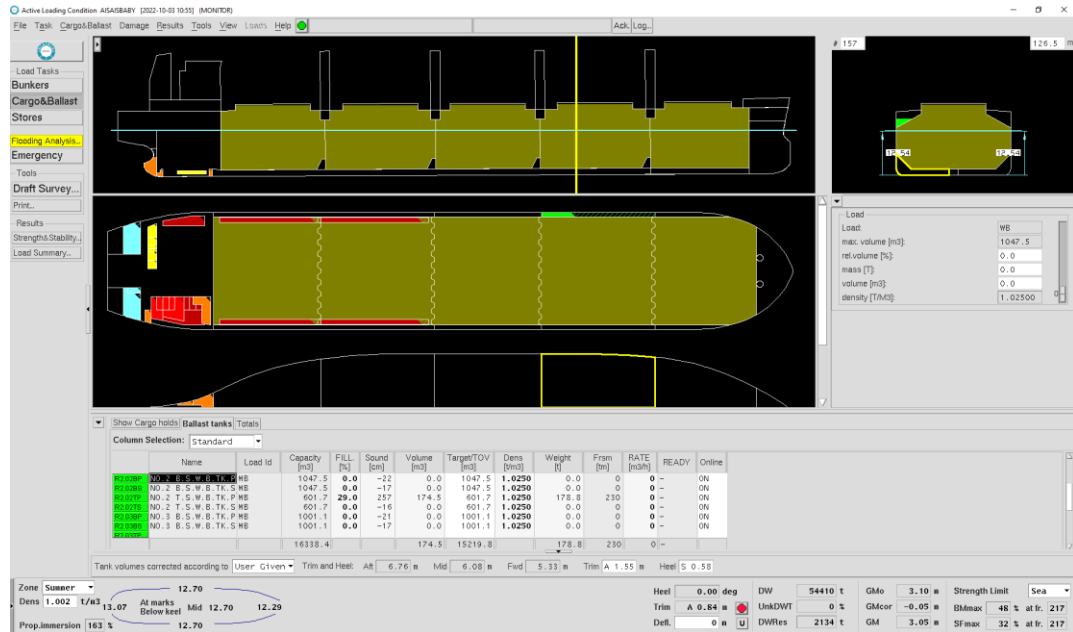 Active Loading Condition AISAISBABY [2022-10-03 10:55] (MONITOR)
File Task Cargo&Ballast Damage Results Tools View Loads Help Ack. Log...
# 157 126.5 m
Load Tasks
Bunkers
Cargo&Ballast
Stores
Flooding Analysis...
Emergency
Tools
Draft Survey...
Print...
Results
Strength&Stability...
Load Summary...
12.54 12.54
Load
Load: WB
max. volume [m3]: 1047.5
rel.volume [%]: 0.0
mass [T]: 0.0
volume [m3]: 0.0
density [T/M3]: 1.02500
0
Show Cargo holds Ballast tanks Totals
Column Selection: Standard
Name Load Id Capacity [m3] FILL. [%] Sound [cm] Volume [m3] Target/TOV [m3] Dens [t/m3] Weight [t] Frsm [tm] RATE [m3/h] READY Online
R2.02BP NO.2 B.S.W.B.TK.P WB 1047.5 0.0 -22 0.0 1047.5 1.0250 0.0 0 0 - ON
R2.02BS NO.2 B.S.W.B.TK.S WB 1047.5 0.0 -17 0.0 1047.5 1.0250 0.0 0 0 - ON
R2.02TP NO.2 T.S.W.B.TK.P WB 601.7 29.0 257 174.5 601.7 1.0250 178.8 230 0 - ON
R2.02TS NO.2 T.S.W.B.TK.S WB 601.7 0.0 -16 0.0 601.7 1.0250 0.0 0 0 - ON
R2.03BP NO.3 B.S.W.B.TK.P WB 1001.1 0.0 -21 0.0 1001.1 1.0250 0.0 0 0 - ON
R2.03BS NO.3 B.S.W.B.TK.S WB 1001.1 0.0 -17 0.0 1001.1 1.0250 0.0 0 0 - ON
R2.03TP
16338.4 174.5 15219.8 178.8 230 0 -
Tank volumes corrected according to User Given Trim and Heel: Aft 6.76 m Mid 6.08 m Fwd 5.33 m Trim A 1.55 m Heel S 0.58
Zone Summer 12.70 Heel 0.00 deg DW 54410 t GMo 3.10 m Strength Limit Sea
Dens 1.002 t/m3 13.07 At marks Below keel Mid 12.70 12.29 Trim A 0.84 m UnkDWT 0 % GMcor -0.05 m BMmax 48 % at fr. 217
Prop.immersion 163 % 12.70 Defl. 0 m U DWRes 2134 t GM 3.05 m SFmax 32 % at fr. 217